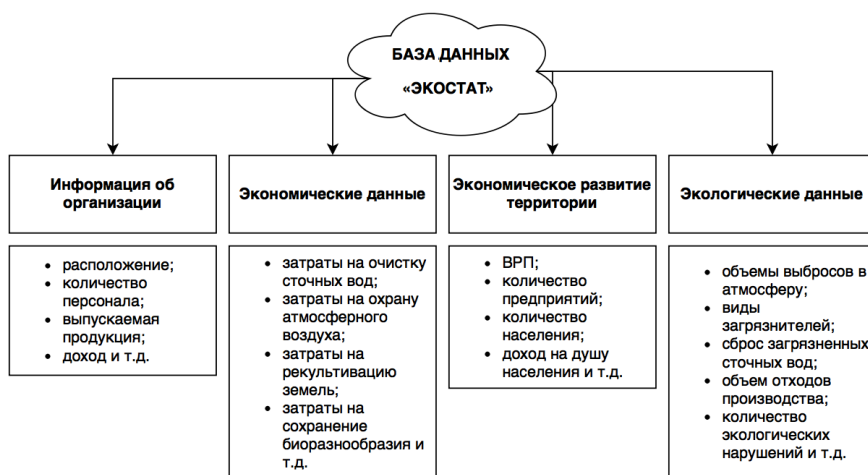 БАЗА ДАННЫХ
«ЭКОСТАТ»
Информация об
организации
• расположение;
• количество
персонала;
• выпускаемая
продукция;
• доход и т.д.
Экономические данные
• затраты на очистку
сточных вод;
• затраты на охрану
атмосферного
воздуха;
• затраты на
рекультивацию
земель;
• затраты на
сохранение
биоразнообразия и
т.д.
Экономическое развитие
территории
• ВРП;
• количество
предприятий;
• количество
населения;
• доход на душу
населения и т.д.
Экологические данные
• объемы выбросов в
атмосферу;
• виды
загрязнителей;
• сброс загрязненных
сточных вод;
• объем отходов
производства;
• количество
экологических
нарушений и т.д.